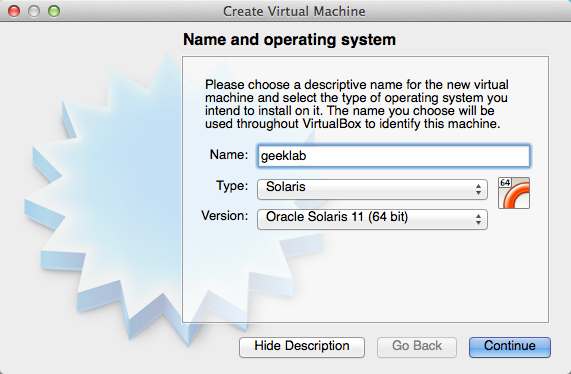 Create Virtual Machine
Name and operating system
Please choose a descriptive name for the new virtual
machine and select the type of operating system you
intend to install on it. The name you choose will be
used throughout VirtualBox to identify this machine.
Name: geeklab
Type: Solaris
64
Version: Oracle Solaris 11 (64 bit)
Hide Description Go Back Continue